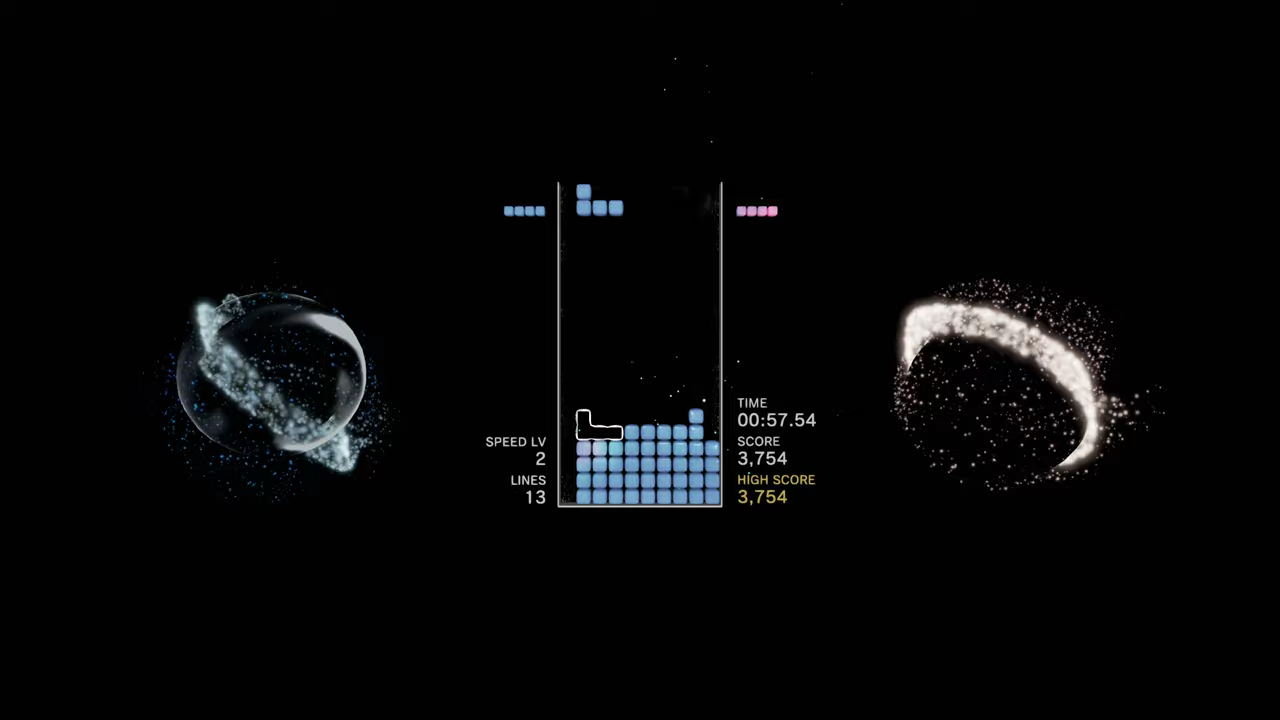 SPEED LV
2
LINES
13
TIME
00:57.54
SCORE
3,754
HIGH SCORE
3,754